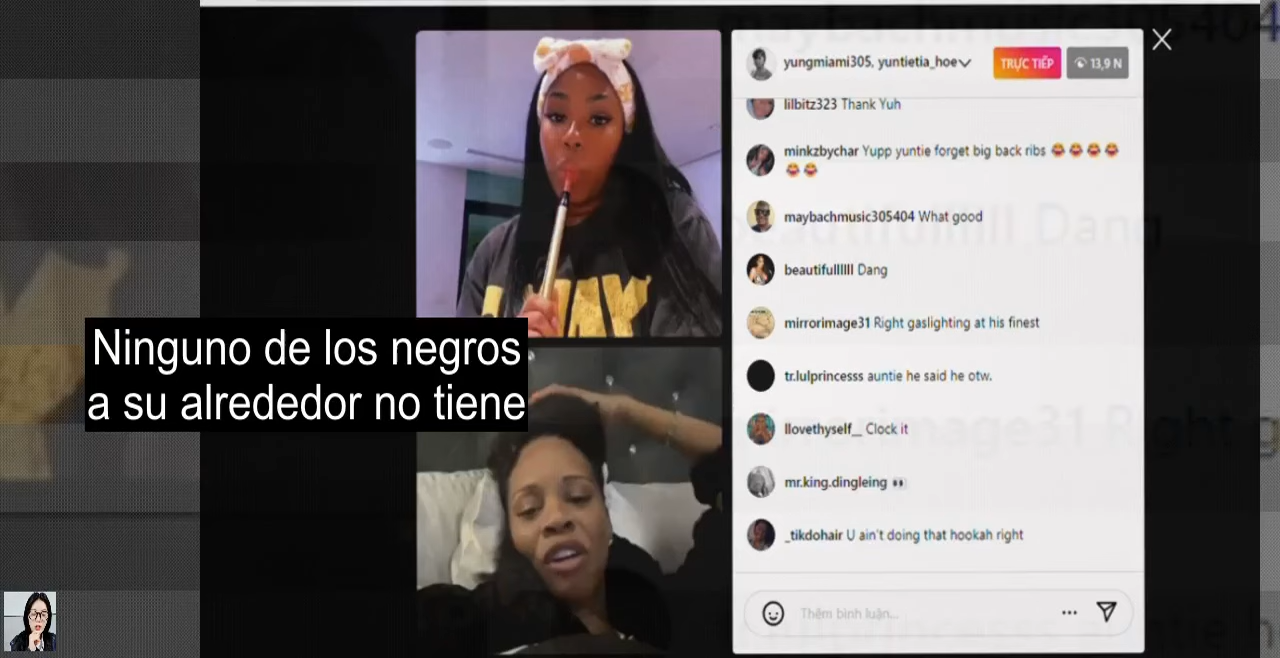 yungmiami305, yuntietia_hoe
TRỰC TIẾP
13,9 N
lilbitz323 Thank Yuh
minkzbychar Yupp yuntie forget big back ribs 😂😂😂😂
😂😂
maybachmusic305404 What good
beautifullllll Dang
mirrorimage31 Right gaslighting at his finest
tr.lulprincesss auntie he said he otw.
Ninguno de los negros
a su alrededor no tiene
llovethyself_ Clock it
mr.king.dingleing 👀
_tikdohair U ain't doing that hookah right
Thêm bình luận...